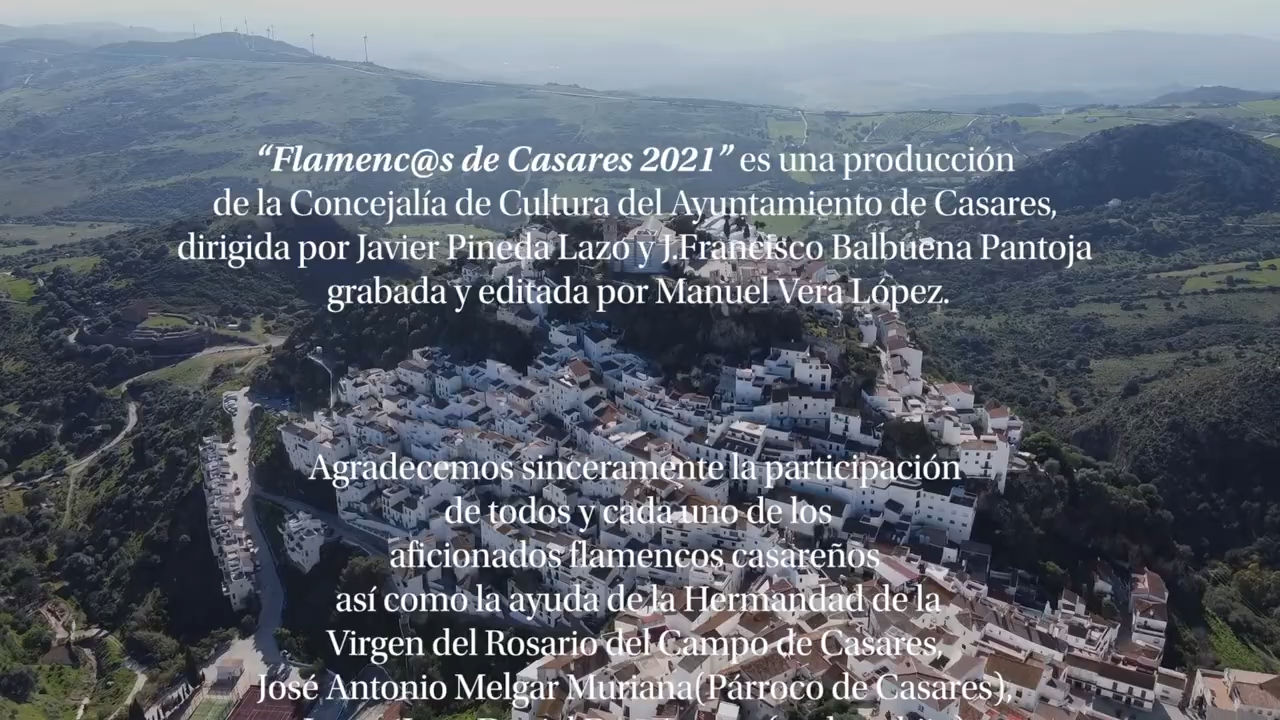 “Flamenc@s de Casares 2021” es una producción
de la Concejalía de Cultura del Ayuntamiento de Casares,
dirigida por Javier Pineda Lazo y J.Francisco Balbuena Pantoja
grabada y editada por Manuel Vera López.
Agradecemos sinceramente la participación
de todos y cada uno de los
aficionados flamencos casareños
así como la ayuda de la Hermandad de la
Virgen del Rosario del Campo de Casares,
José Antonio Melgar Muriana(Párroco de Casares),